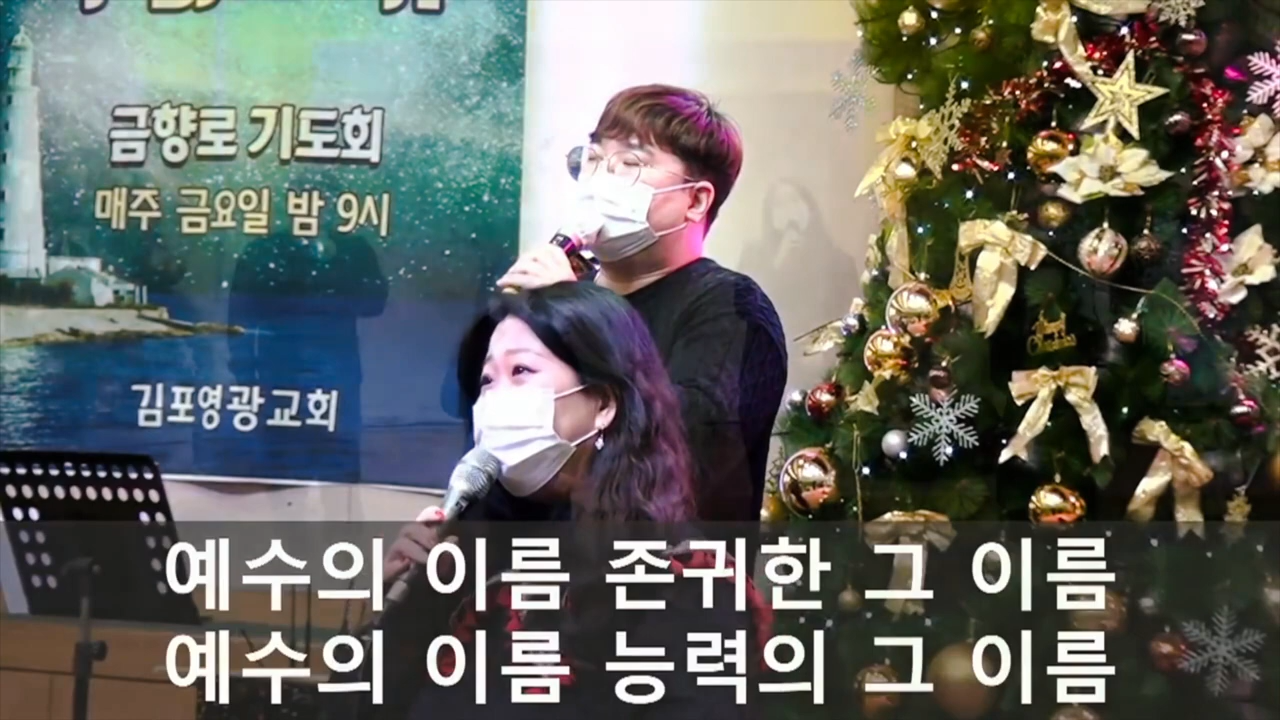 금향로 기도회
매주 금요일 밤 9시
김포영광교회
예수의 이름 존귀한 그 이름
예수의 이름 능력의 그 이름